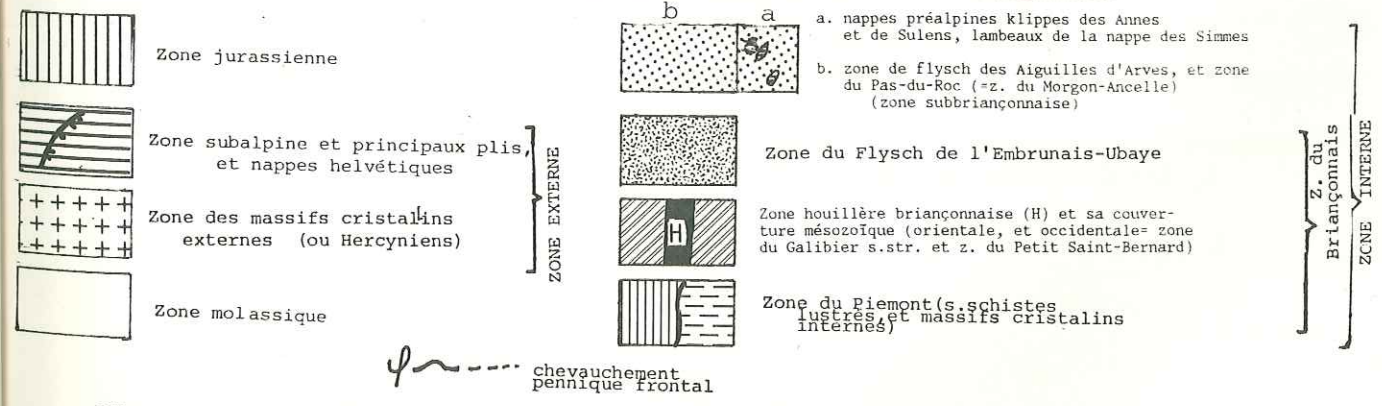 Zone jurassienne
Zone subalpine et principaux plis,
et nappes helvétiques
Zone des massifs cristallins
externes (ou Hercyniens)
ZONE EXTERNE
Zone molassique
φ
chevauchement
pennique frontal
b
a
a. nappes préalpines klippes des Annes
et de Sulens, lambeaux de la nappe des Simmes
b. zone de flysch des Aiguilles d'Arves, et zone
du Pas-du-Roc (=z. du Morgon-Ancelle)
(zone subbriançonnaise)
Zone du Flysch de l'Embrunais-Ubaye
H
Zone houillère briançonnaise (H) et sa couver-
ture mésozoïque (orientale, et occidentale= zone
du Galibier s.str. et z. du Petit Saint-Bernard)
Zone du Piemont(s.schistes
lustrés,et massifs cristalins
internes)
Z. du
Briançonnais
ZONE INTERNE